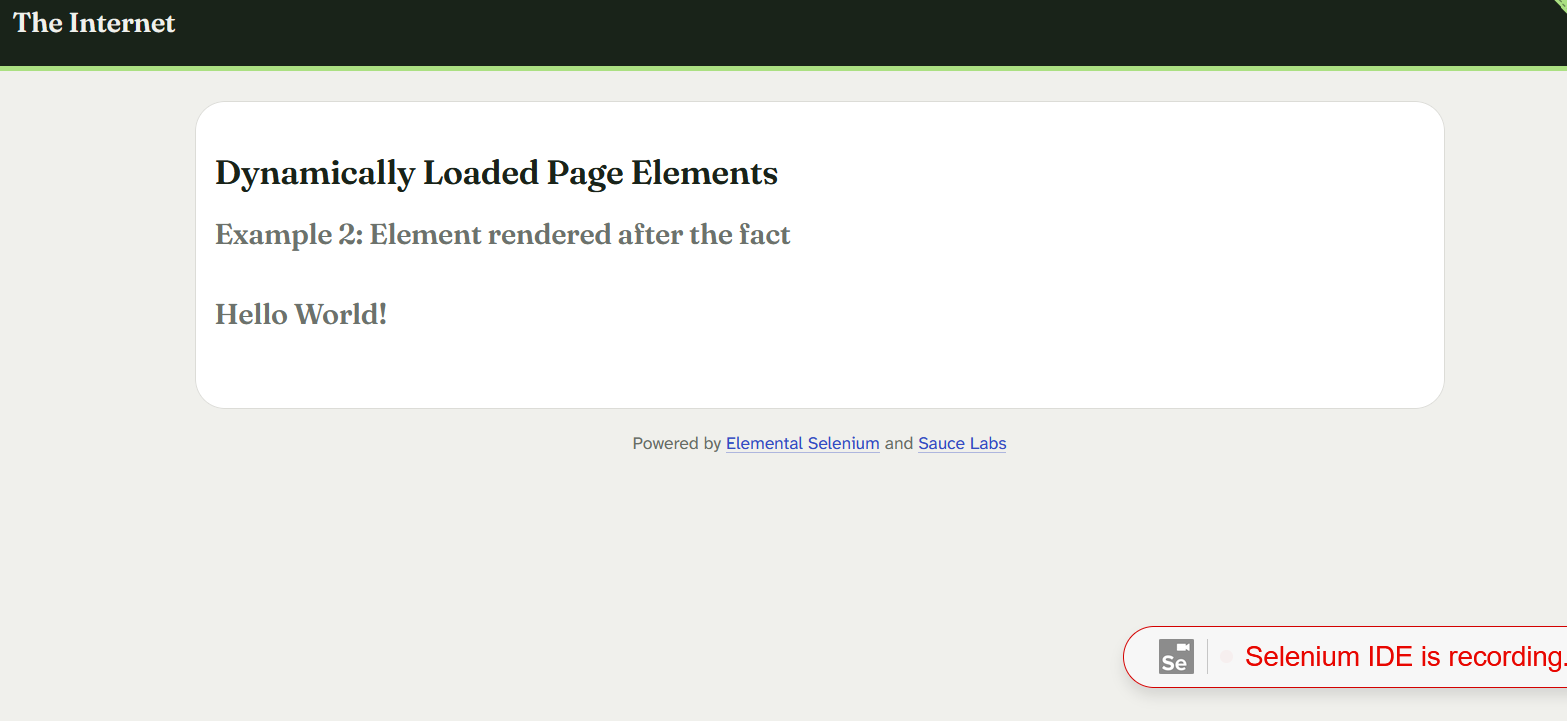 The Internet
Dynamically Loaded Page Elements
Example 2: Element rendered after the fact
Hello World!
Powered by Elemental Selenium and Sauce Labs
Se Selenium IDE is recording.